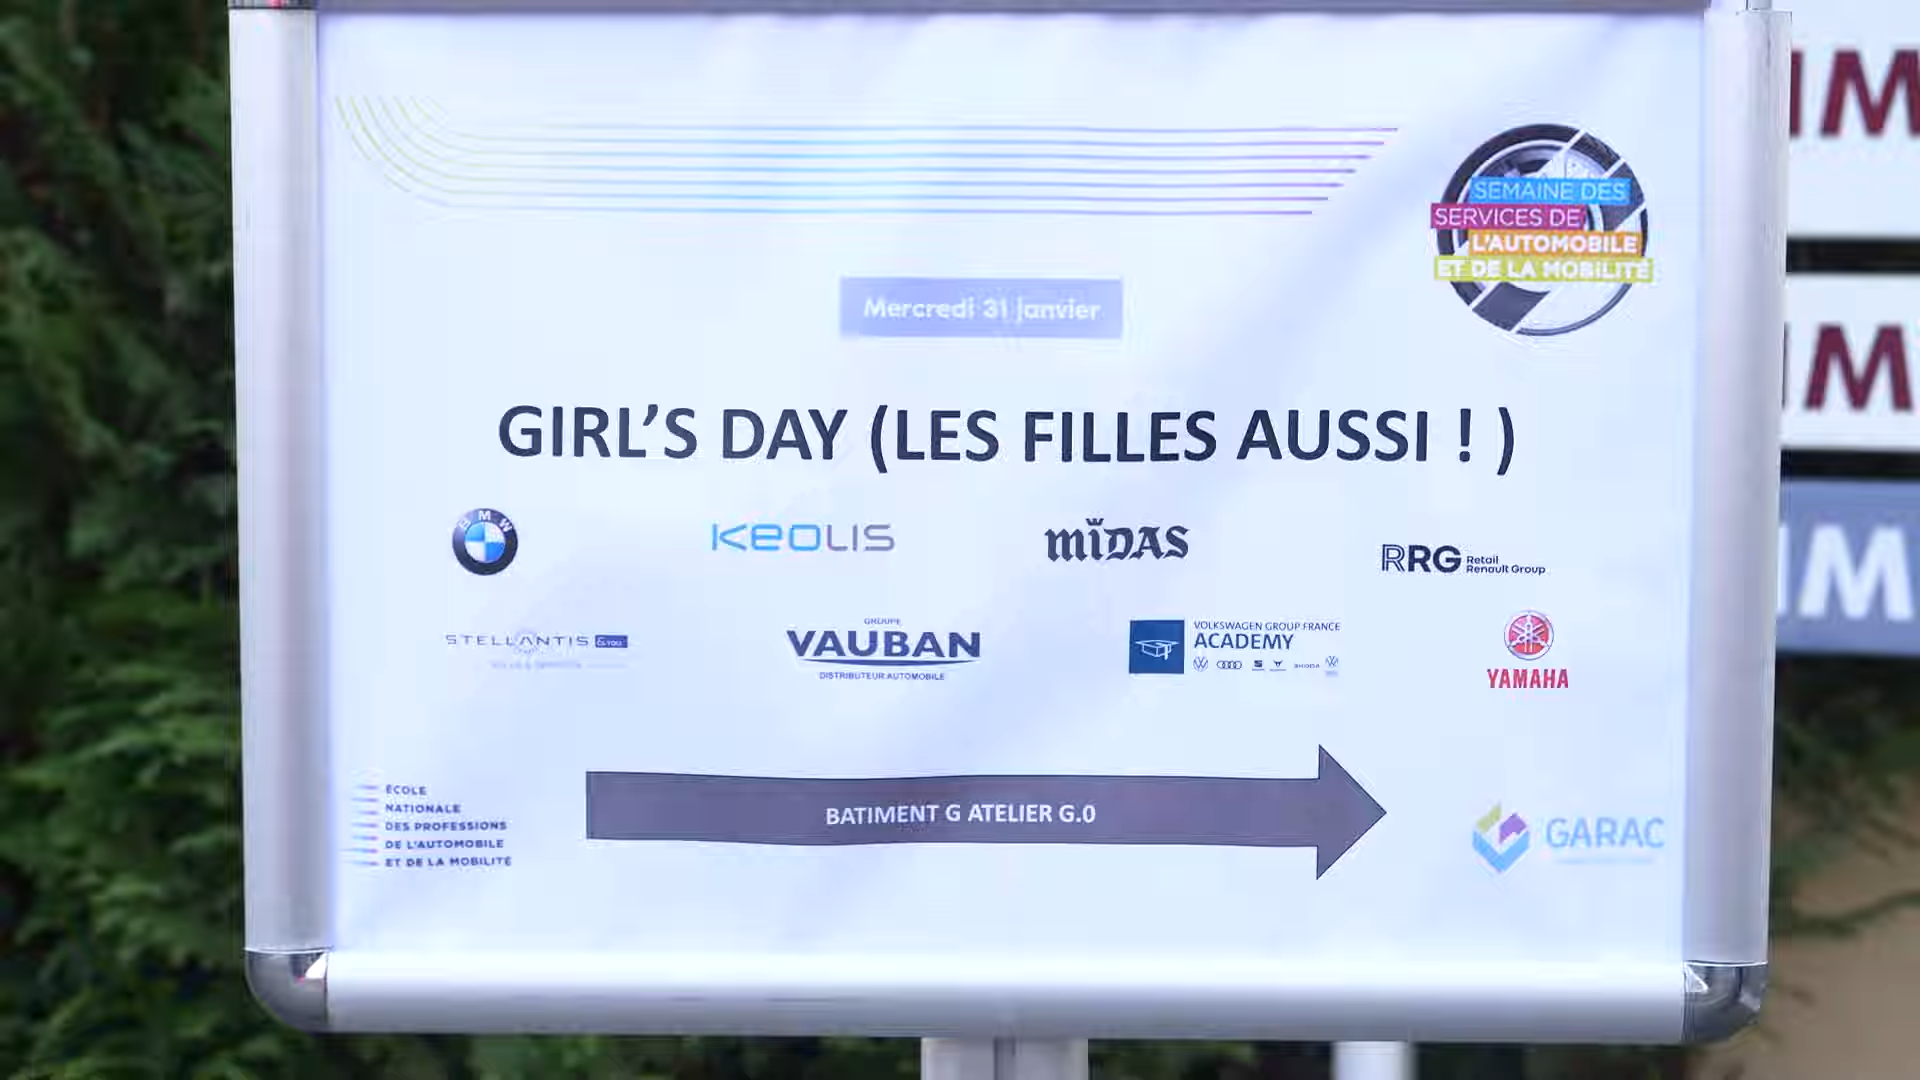 SEMAINE DES
SERVICES DE
L'AUTOMOBILE
ET DE LA MOBILITÉ
Mercredi 31 janvier
GIRL'S DAY (LES FILLES AUSSI ! )
BMW
KEOLIS
MIDAS
RRG Retail
Renault Group
STELLANTIS &YOU
GROUPE
VAUBAN
DISTRIBUTEUR AUTOMOBILE
VOLKSWAGEN GROUP FRANCE
ACADEMY
SKODA
YAMAHA
ÉCOLE
NATIONALE
DES PROFESSIONS
DE L'AUTOMOBILE
ET DE LA MOBILITÉ
BATIMENT G ATELIER G.0
GARAC
IM
IM
IM